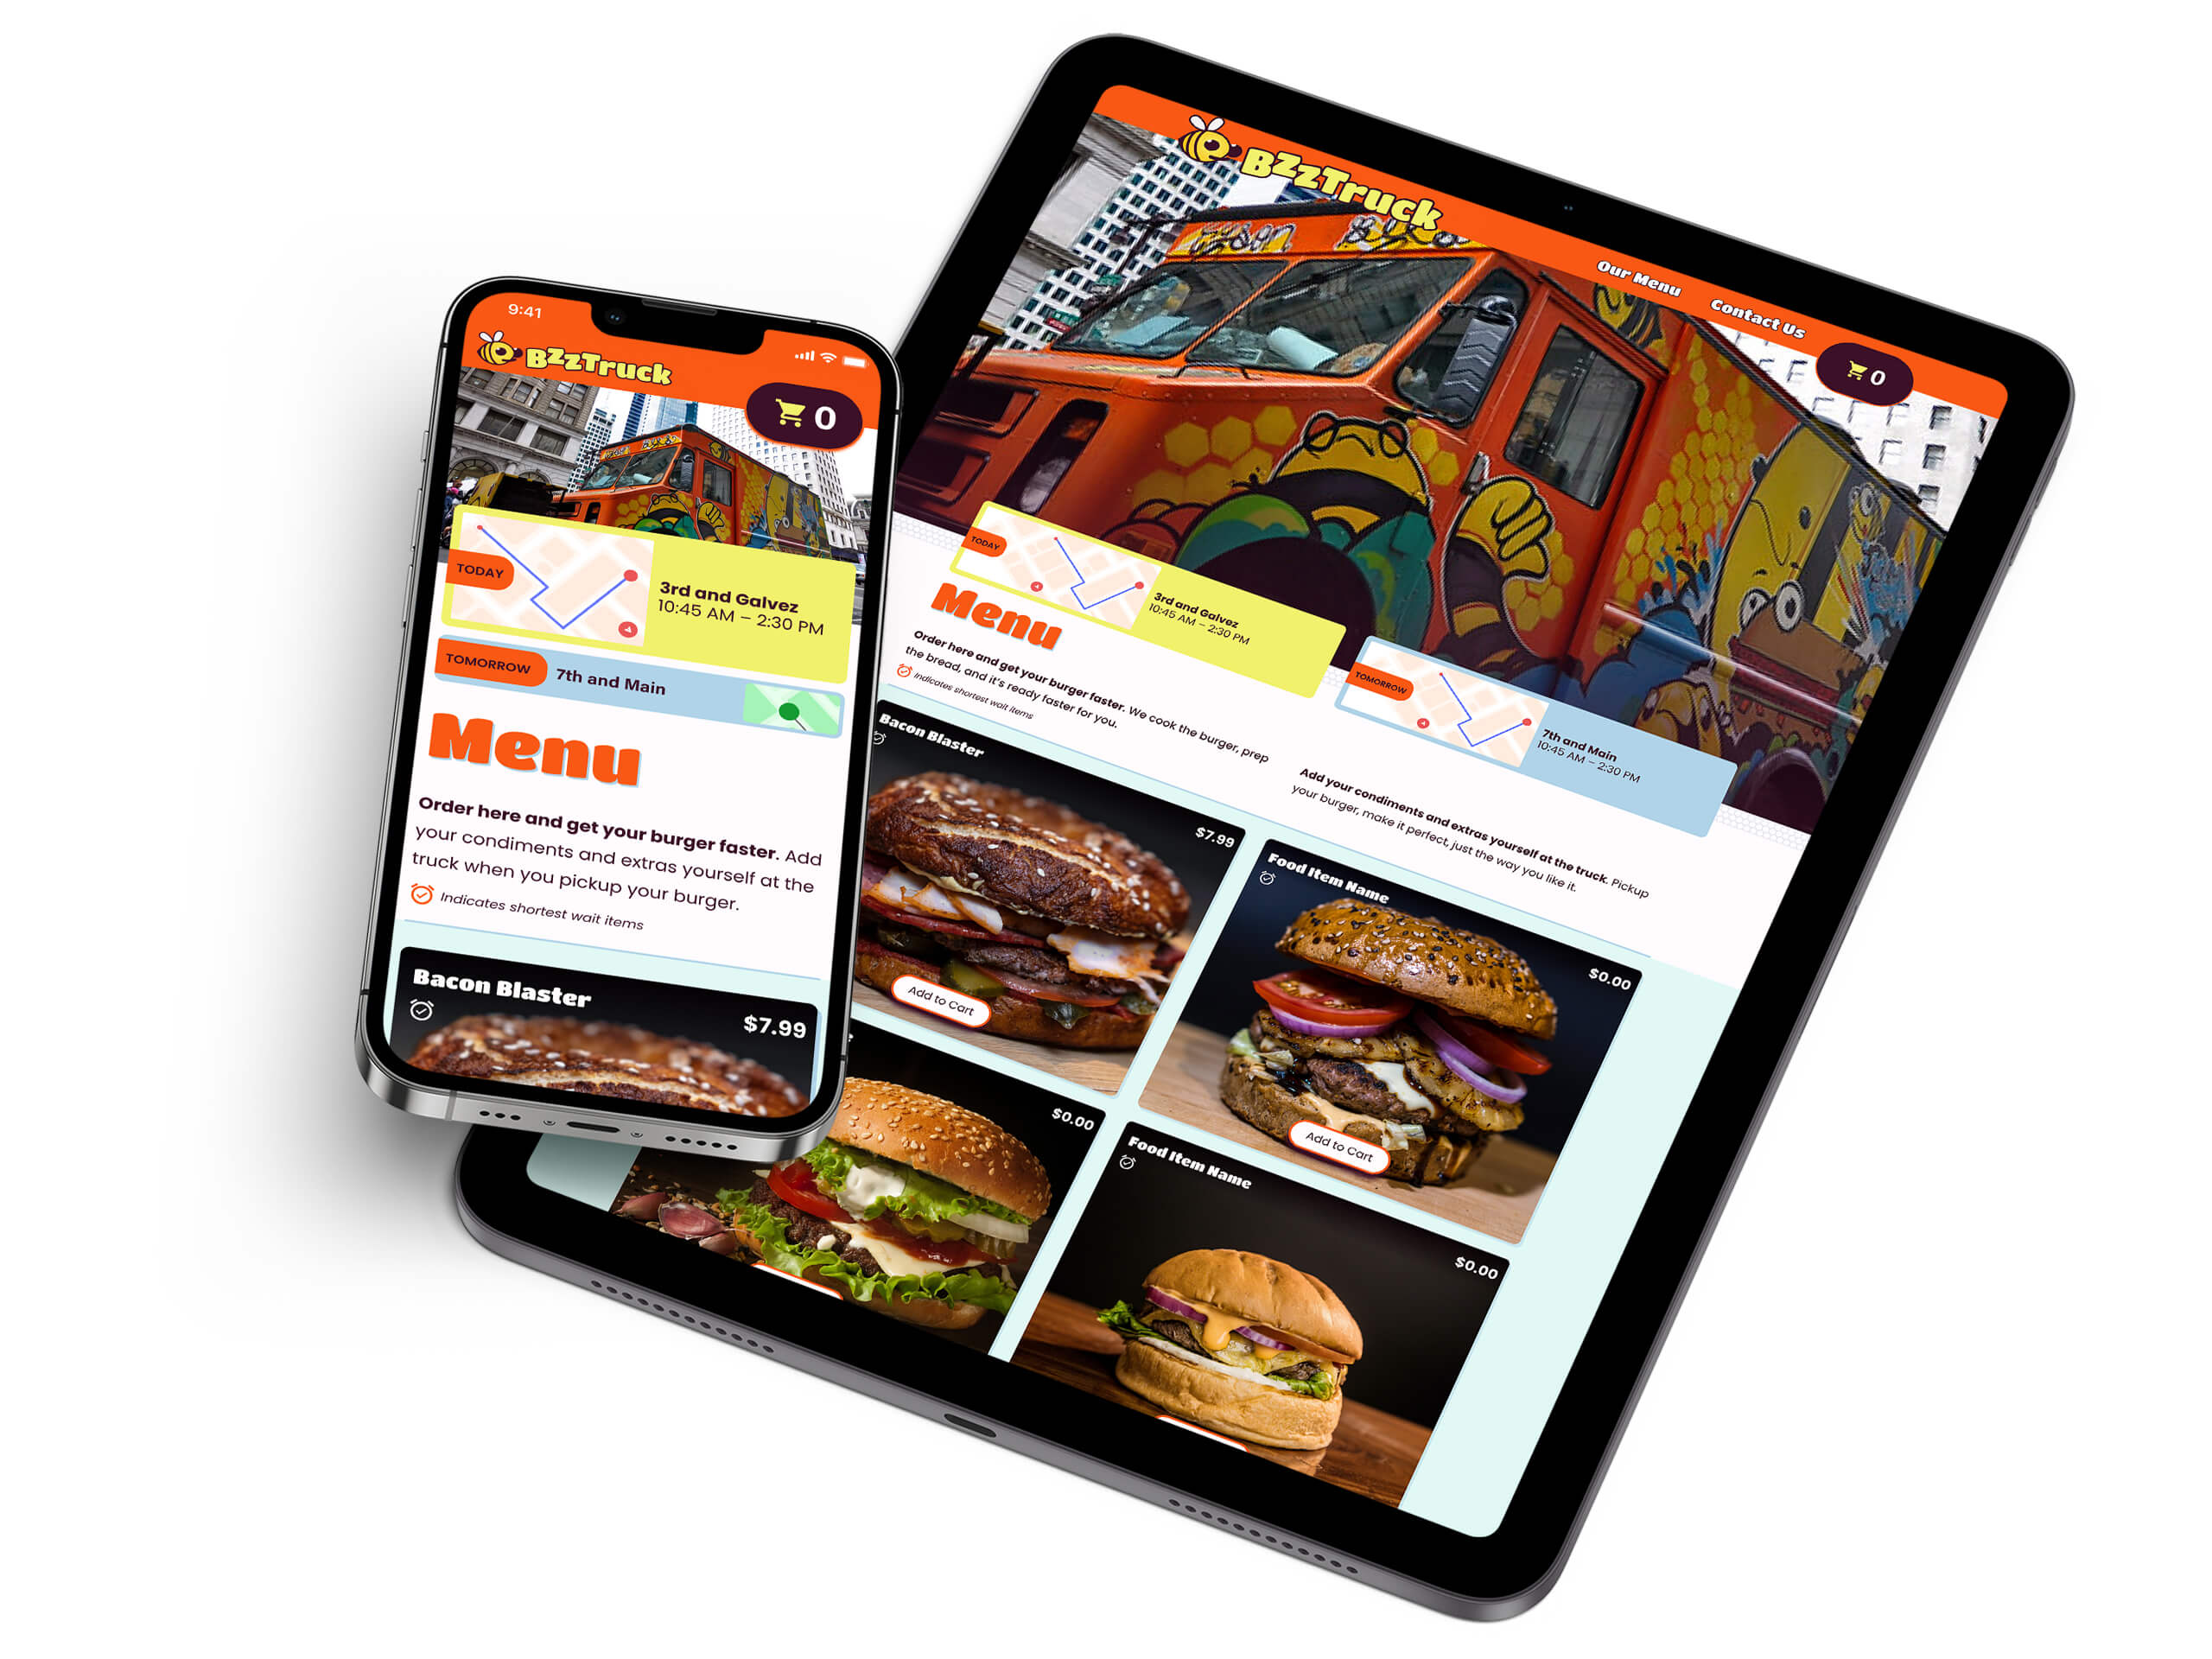 9:41
BZzTruck
0
TODAY
3rd and Galvez
10:45 AM – 2:30 PM
TOMORROW
7th and Main
Menu
Order here and get your burger faster. Add
your condiments and extras yourself at the
truck when you pickup your burger.
Indicates shortest wait items
Bacon Blaster
$7.99
BZzTruck
Our Menu
Contact Us
0
TODAY
3rd and Galvez
10:45 AM – 2:30 PM
TOMORROW
7th and Main
10:45 AM – 2:30 PM
Menu
Order here and get your burger faster. We cook the burger, prep
the bread, and it's ready faster for you.
Indicates shortest wait items
Add your condiments and extras yourself at the truck. Pickup
your burger, make it perfect, just the way you like it.
Bacon Blaster
$7.99
Add to Cart
Food Item Name
$0.00
Add to Cart
$0.00
Food Item Name
$0.00